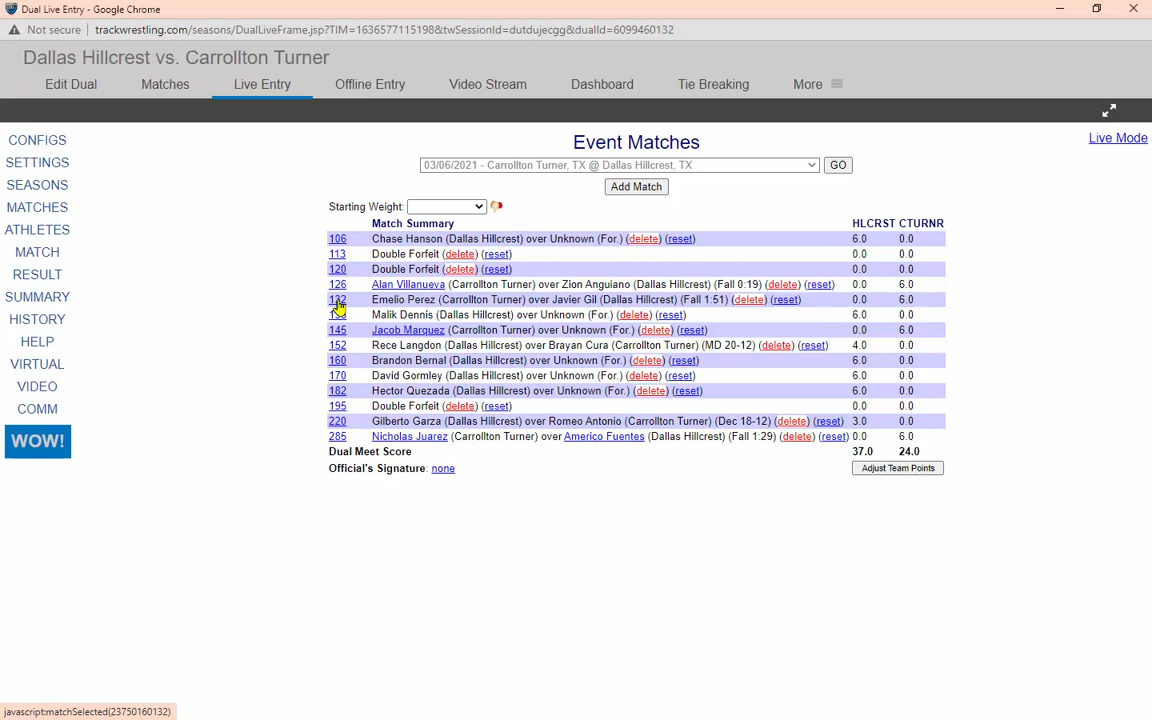 Dual Live Entry - Google Chrome
Not secure | trackwrestling.com/seasons/DualLiveFrame.jsp?TIM=1636577115198&twSessionId=dutdujecgg&dualId=6099460132
Dallas Hillcrest vs. Carrollton Turner
Edit Dual Matches Live Entry Offline Entry Video Stream Dashboard Tie Breaking More
Live Mode
CONFIGS
SETTINGS
SEASONS
MATCHES
ATHLETES
MATCH
RESULT
SUMMARY
HISTORY
HELP
VIRTUAL
VIDEO
COMM
WOW!
Event Matches
03/06/2021 - Carrollton Turner, TX @ Dallas Hillcrest, TX GO
Add Match
Starting Weight:
Match Summary HLCRST CTURNR
106 Chase Hanson (Dallas Hillcrest) over Unknown (For.) (delete) (reset) 6.0 0.0
113 Double Forfeit (delete) (reset) 0.0 0.0
120 Double Forfeit (delete) (reset) 0.0 0.0
126 Alan Villanueva (Carrollton Turner) over Zion Anguiano (Dallas Hillcrest) (Fall 0:19) (delete) (reset) 0.0 6.0
132 Emelio Perez (Carrollton Turner) over Javier Gil (Dallas Hillcrest) (Fall 1:51) (delete) (reset) 0.0 6.0
Malik Dennis (Dallas Hillcrest) over Unknown (For.) (delete) (reset) 6.0 0.0
145 Jacob Marquez (Carrollton Turner) over Unknown (For.) (delete) (reset) 0.0 6.0
152 Rece Langdon (Dallas Hillcrest) over Brayan Cura (Carrollton Turner) (MD 20-12) (delete) (reset) 4.0 0.0
160 Brandon Bernal (Dallas Hillcrest) over Unknown (For.) (delete) (reset) 6.0 0.0
170 David Gormley (Dallas Hillcrest) over Unknown (For.) (delete) (reset) 6.0 0.0
182 Hector Quezada (Dallas Hillcrest) over Unknown (For.) (delete) (reset) 6.0 0.0
195 Double Forfeit (delete) (reset) 0.0 0.0
220 Gilberto Garza (Dallas Hillcrest) over Romeo Antonio (Carrollton Turner) (Dec 18-12) (delete) (reset) 3.0 0.0
285 Nicholas Juarez (Carrollton Turner) over Americo Fuentes (Dallas Hillcrest) (Fall 1:29) (delete) (reset) 0.0 6.0
Dual Meet Score 37.0 24.0
Official's Signature: none Adjust Team Points
javascript:matchSelected(23750160132)